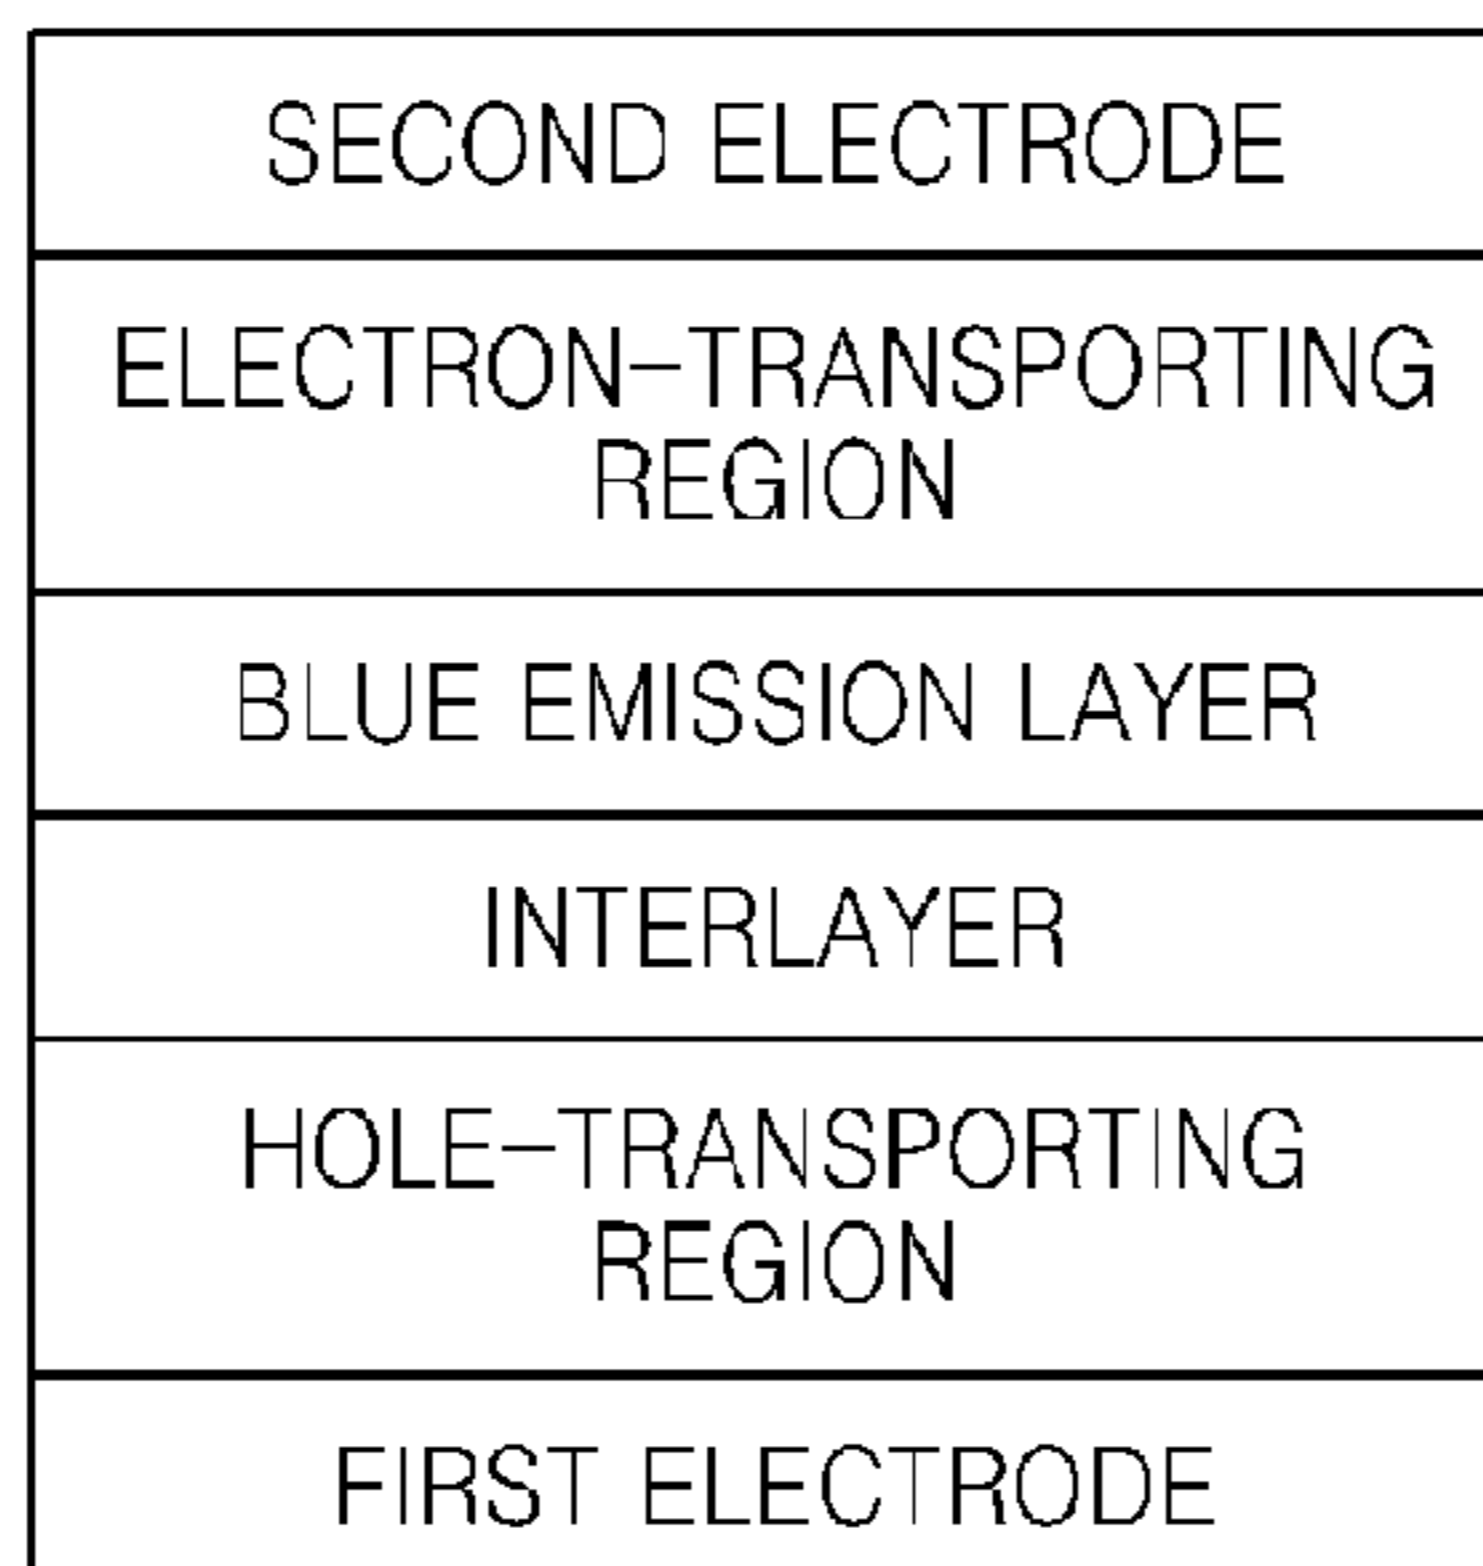 SECOND ELECTRODE
ELECTRON-TRANSPORTING
REGION
BLUE EMISSION LAYER
INTERLAYER
HOLE-TRANSPORTING
REGION
FIRST ELECTRODE